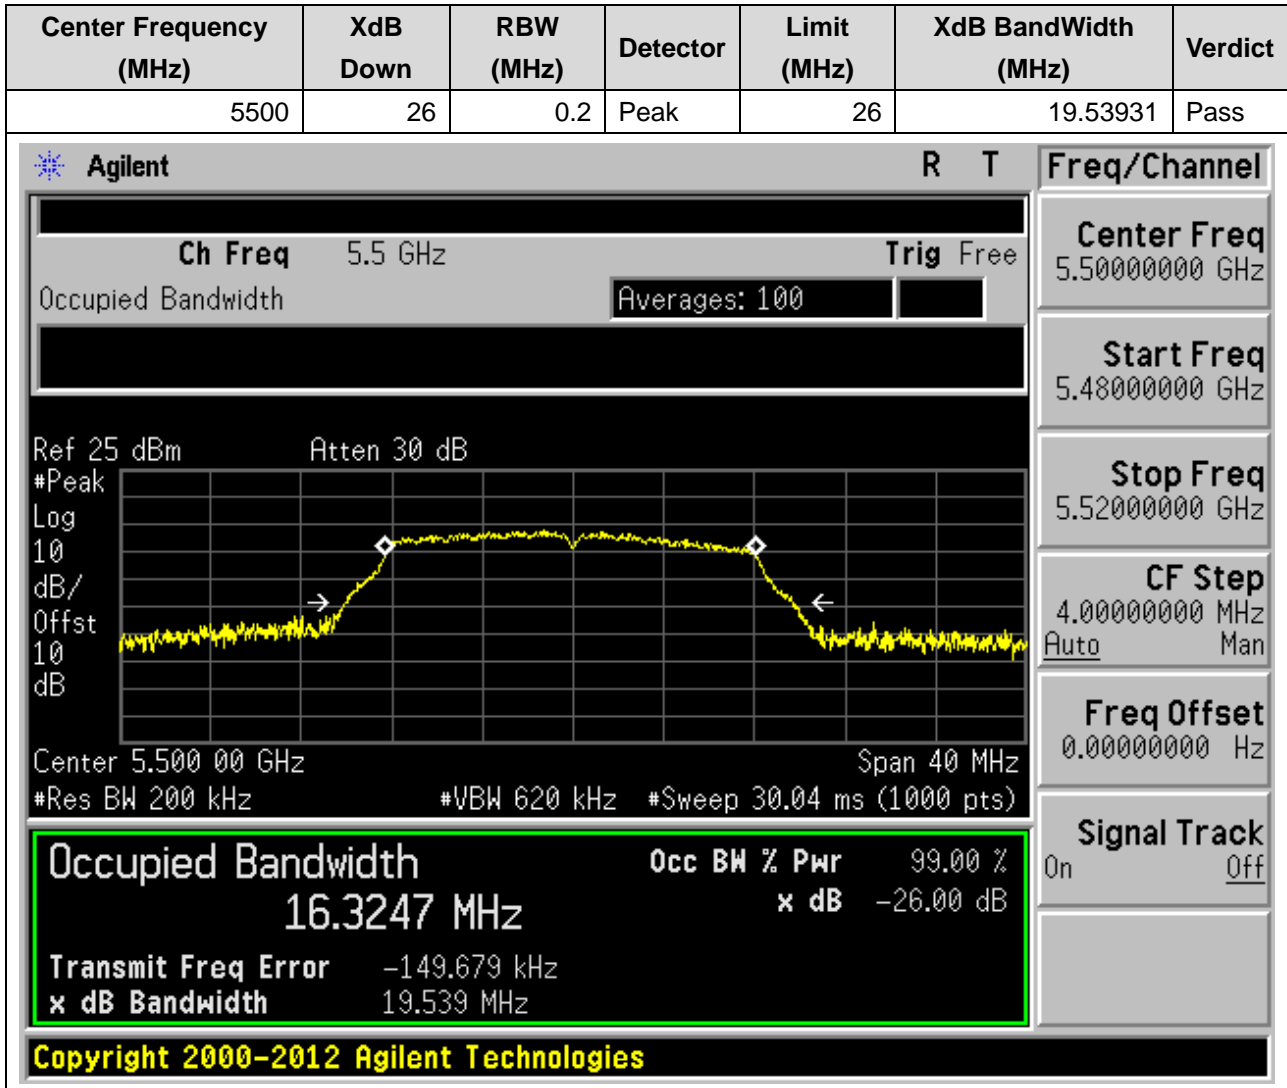 Center Frequency (MHz) XdB Down RBW (MHz) Detector Limit (MHz) XdB BandWidth (MHz) Verdict
5500 26 0.2 Peak 26 19.53931 Pass
Agilent R T Freq/Channel
Ch Freq 5.5 GHz Trig Free
Occupied Bandwidth Averages: 100
Center Freq
5.50000000 GHz
Start Freq
5.48000000 GHz
Stop Freq
5.52000000 GHz
CF Step
4.00000000 MHz
Auto Man
Freq Offset
0.00000000 Hz
Signal Track
On Off
Ref 25 dBm Atten 30 dB
#Peak
Log
10
dB/
Offst
10
dB
Center 5.500 00 GHz Span 40 MHz
#Res BW 200 kHz #VBW 620 kHz #Sweep 30.04 ms (1000 pts)
Occupied Bandwidth Occ BW % Pwr 99.00 %
16.3247 MHz x dB -26.00 dB
Transmit Freq Error -149.679 kHz
x dB Bandwidth 19.539 MHz
Copyright 2000-2012 Agilent Technologies